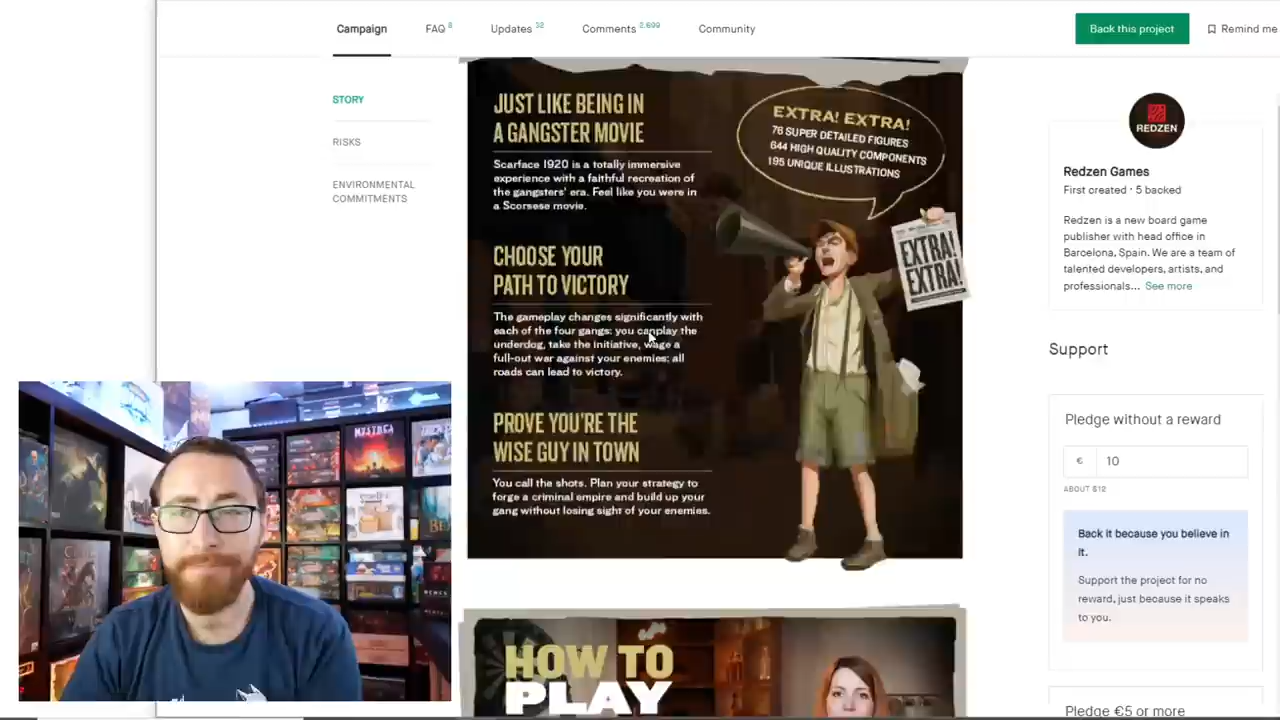 Campaign
FAQ 8
Updates 32
Comments 2,699
Community
Back this project
Remind me
STORY
RISKS
ENVIRONMENTAL
COMMITMENTS
JUST LIKE BEING IN
A GANGSTER MOVIE
Scarface 1920 is a totally immersive
experience with a faithful recreation of
the gangsters' era. Feel like you were in
a Scorsese movie.
CHOOSE YOUR
PATH TO VICTORY
The gameplay changes significantly with
each of the four gangs: you canplay the
underdog, take the initiative, wage a
full-out war against your enemies: all
roads can lead to victory.
PROVE YOU'RE THE
WISE GUY IN TOWN
You call the shots. Plan your strategy to
forge a criminal empire and build up your
gang without losing sight of your enemies.
EXTRA! EXTRA!
76 SUPER DETAILED FIGURES
644 HIGH QUALITY COMPONENTS
195 UNIQUE ILLUSTRATIONS
EXTRA!
EXTRA!
HOW TO
PLAY
REDZEN
Redzen Games
First created · 5 backed
Redzen is a new board game
publisher with head office in
Barcelona, Spain. We are a team of
talented developers, artists, and
professionals... See more
Support
Pledge without a reward
€ 10
ABOUT $12
Back it because you believe in
it.
Support the project for no
reward, just because it speaks
to you.
Pledge €5 or more
MYSTHEA